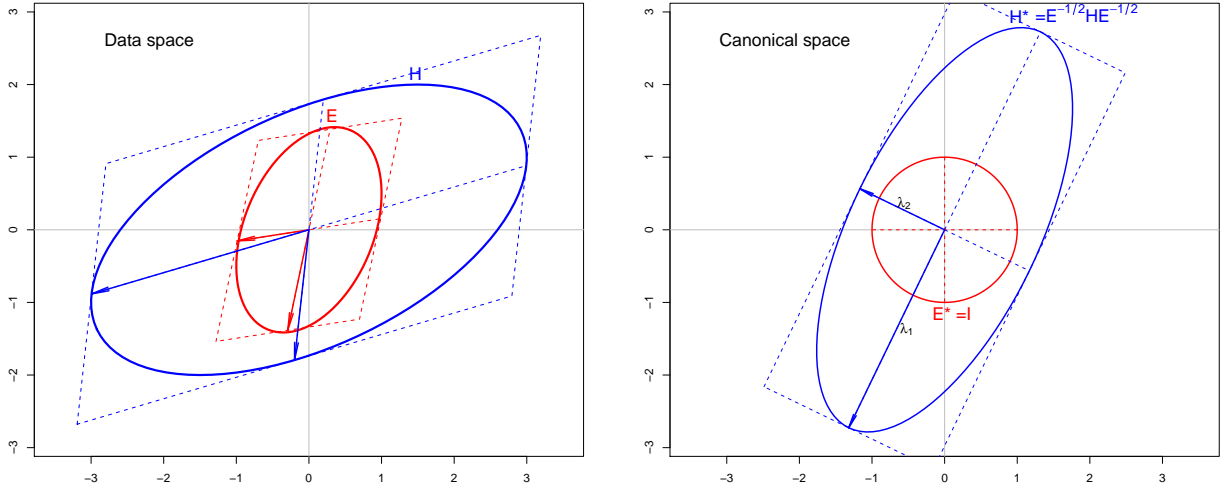 Data space
H
E
3
2
1
0
−1
−2
−3
−3 −2 −1 0 1 2 3
Canonical space
H* =E^{−1/2}HE^{−1/2}
λ₂
E* =I
λ₁
3
2
1
0
−1
−2
−3
−3 −2 −1 0 1 2 3